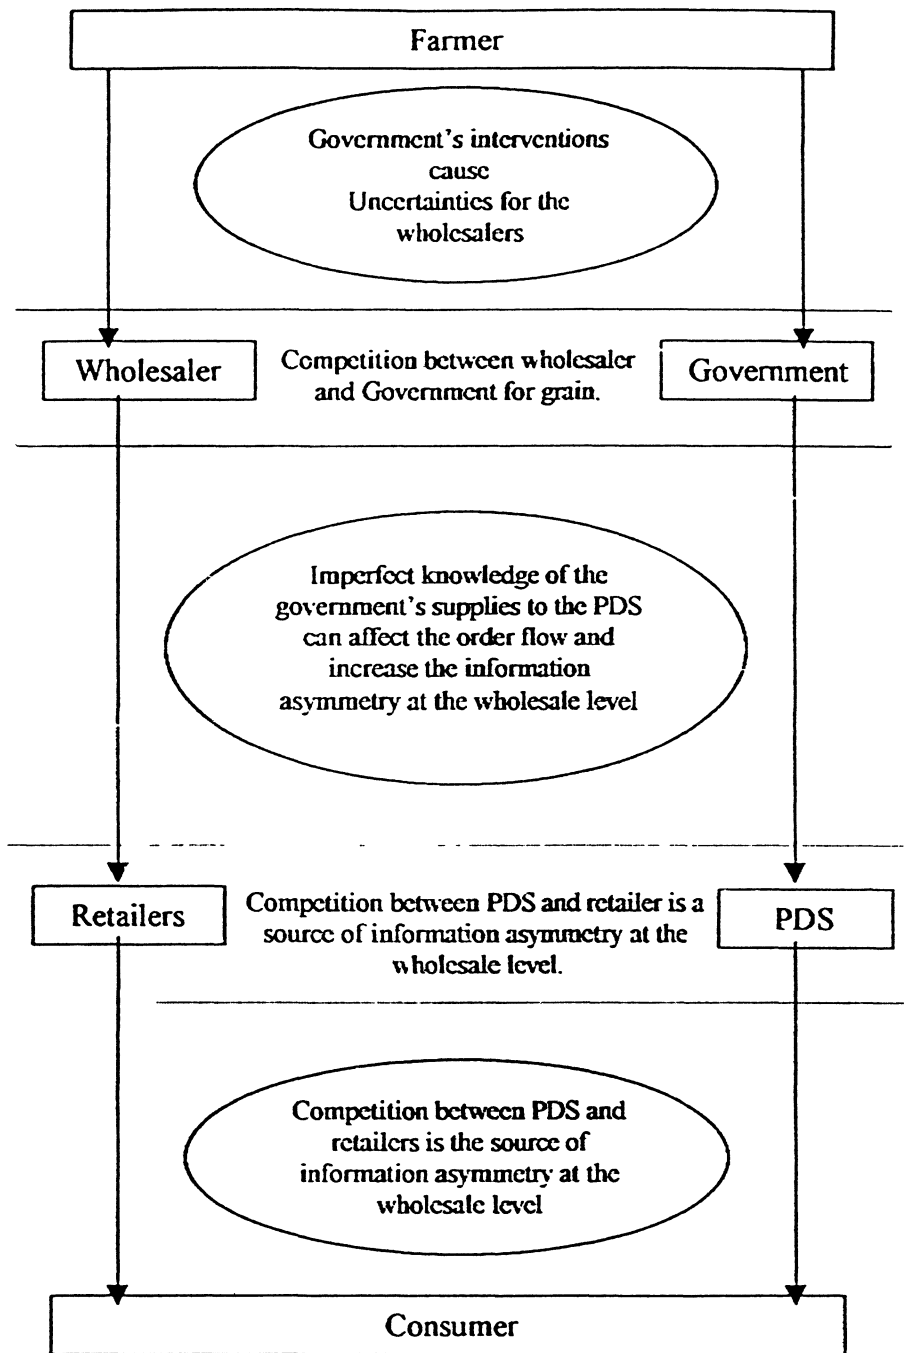 Farmer
Government's interventions
cause
Uncertainties for the
wholesalers
Wholesaler
Competition between wholesaler
and Government for grain.
Government
Imperfect knowledge of the
government's supplies to the PDS
can affect the order flow and
increase the information
asymmetry at the wholesale level
Retailers
Competition between PDS and retailer is a
source of information asymmetry at the
wholesale level.
PDS
Competition between PDS and
retailers is the source of
information asymmetry at the
wholesale level
Consumer